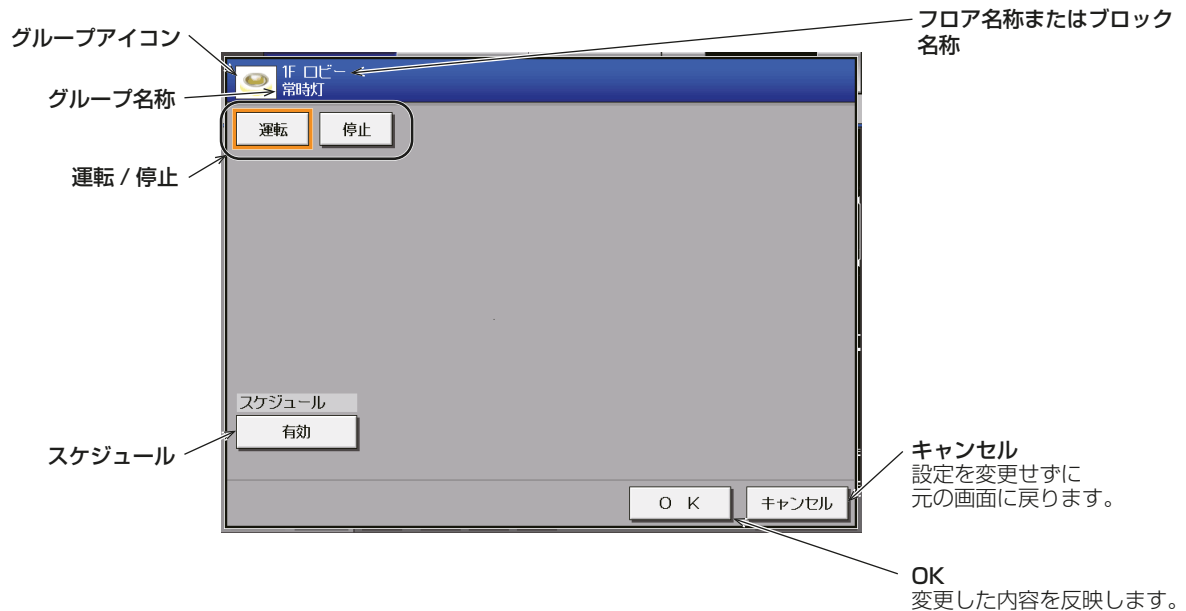 フロア名称またはブロック
名称
グループアイコン
グループ名称
運転 / 停止
1F ロビー
常時灯
運転
停止
スケジュール
有効
スケジュール
キャンセル
設定を変更せずに
元の画面に戻ります。
O K
キャンセル
OK
変更した内容を反映します。